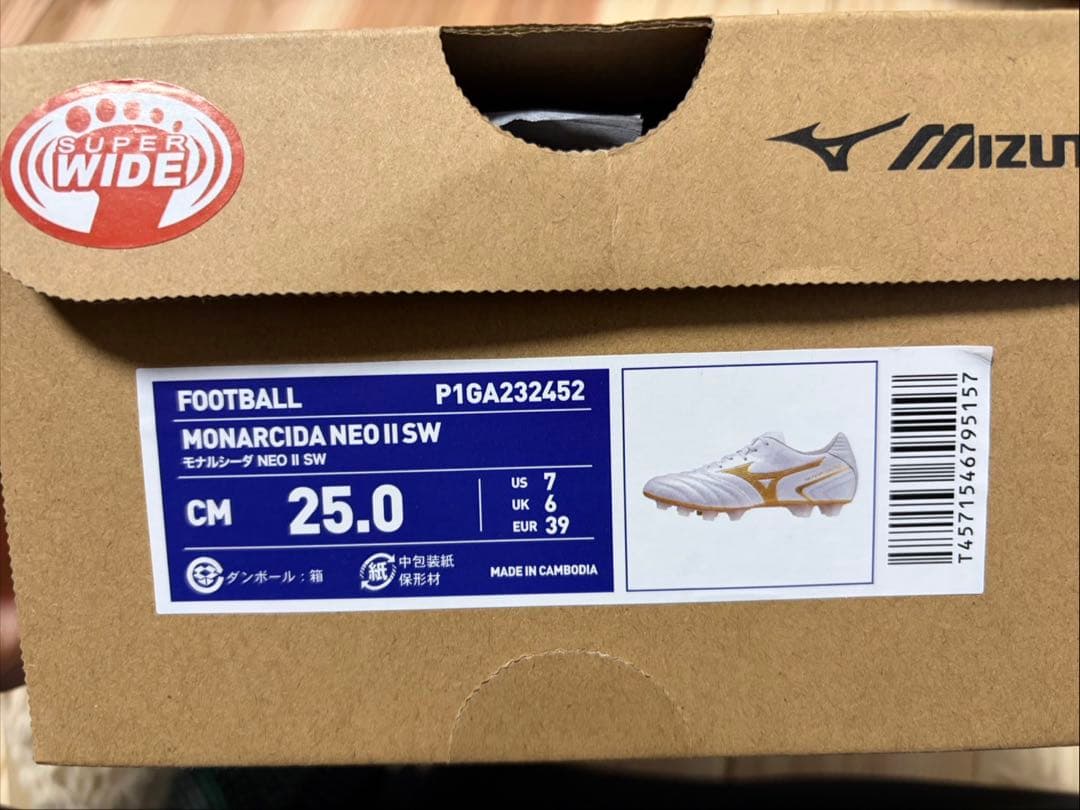 SUPER
WIDE
MIZU
FOOTBALL P1GA232452
MONARCIDA NEO II SW
モナルシーダ NEO II SW
CM 25.0
US 7
UK 6
EUR 39
ダンボール：箱
紙 中包装紙
保形材
MADE IN CAMBODIA
T4571546795157